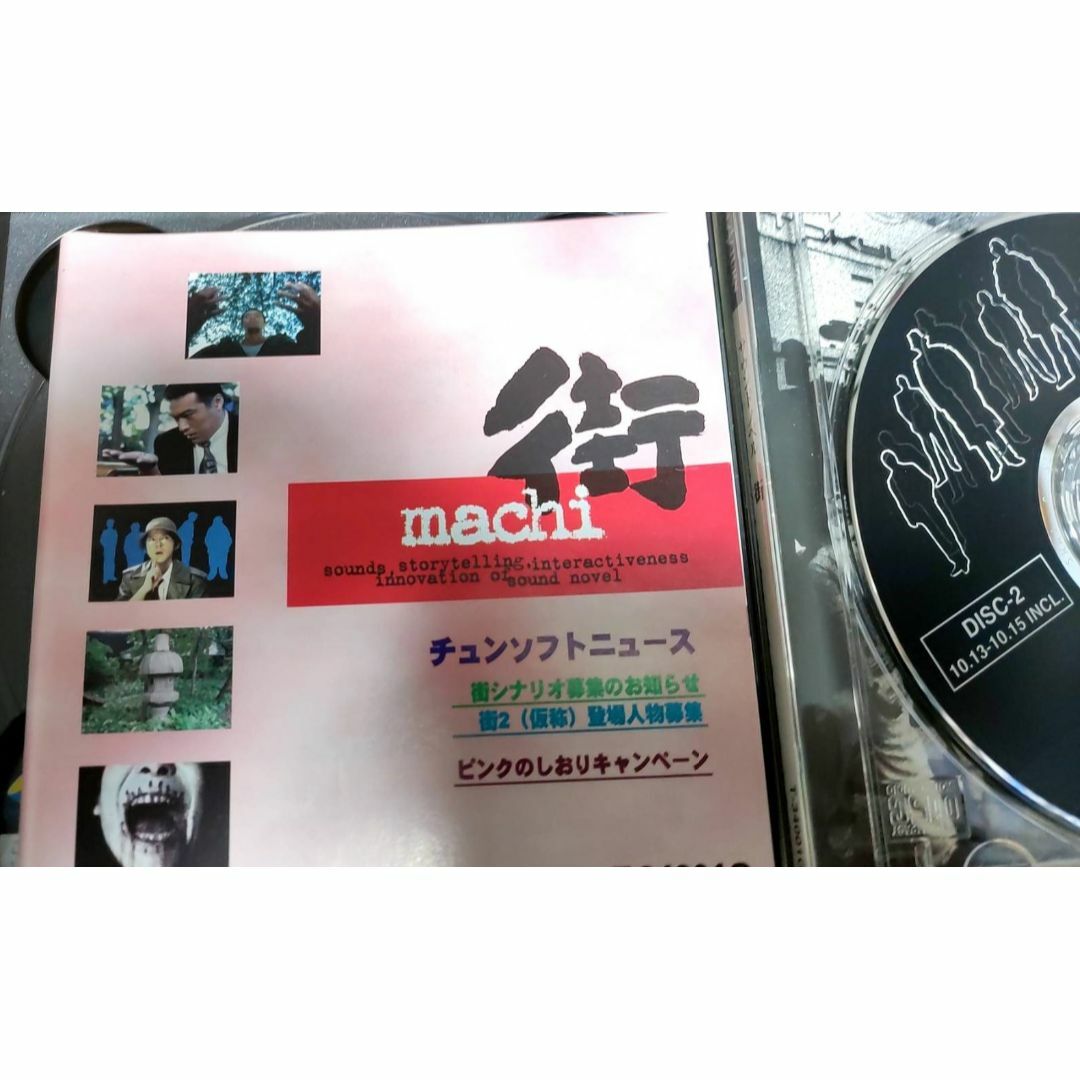 街
machi
sounds, storytelling, interactiveness
innovation of sound novel
チュンソフトニュース
街シナリオ募集のお知らせ
街2（仮称）登場人物募集
ピンクのしおりキャンペーン
街
DISC-2
10.13-10.15 INCL.